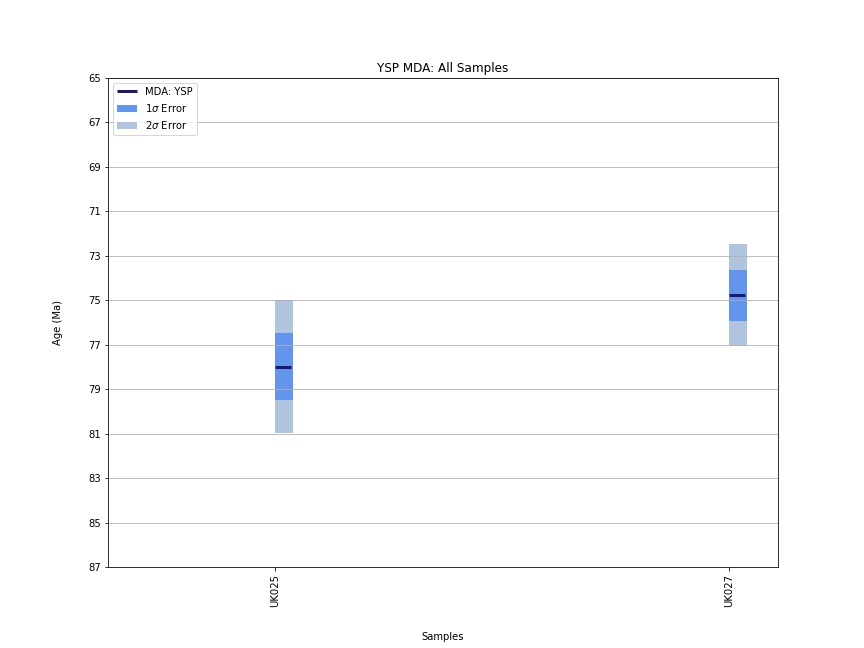 YSP MDA: All Samples
MDA: YSP
1σ Error
2σ Error
65
67
69
71
73
75
77
79
81
83
85
87
Age (Ma)
UK025
UK027
Samples